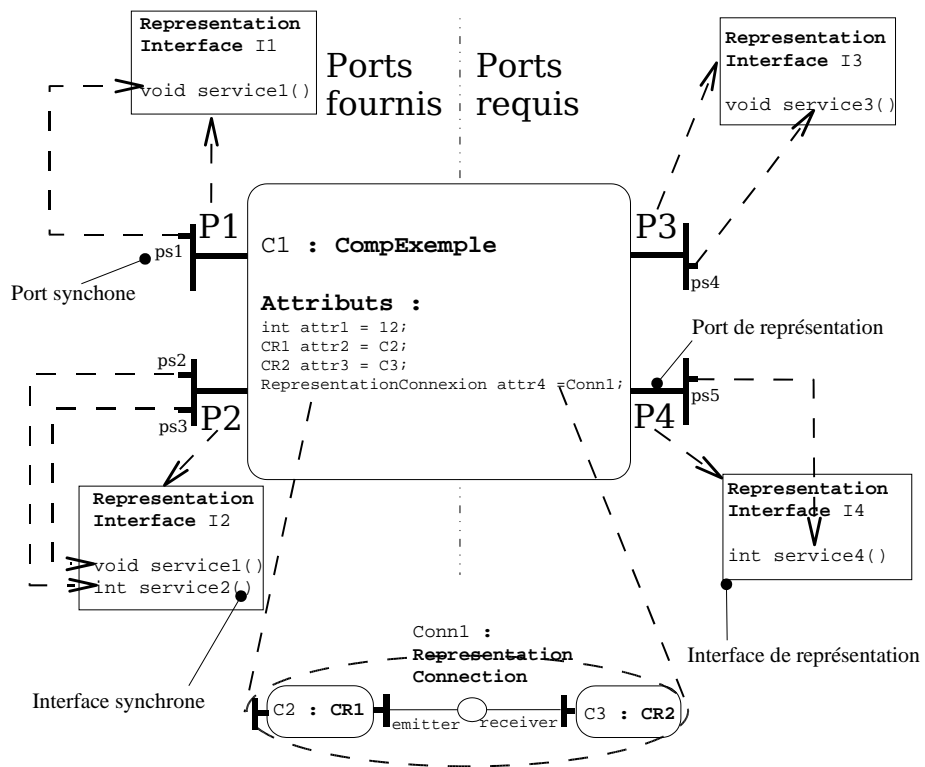 Representation
Interface I1
void service1()
Ports
fournis
Ports
requis
Representation
Interface I3
void service3()
P1
ps1
Port synchone
C1 : CompExemple
P3
ps4
Attributs :
int attr1 = 12;
CR1 attr2 = C2;
CR2 attr3 = C3;
RepresentationConnexion attr4 =Conn1;
Port de représentation
ps2
ps3
P2
P4
ps5
Representation
Interface I2
void service1()
int service2()
Representation
Interface I4
int service4()
Interface synchrone
Interface de représentation
Conn1 :
Representation
Connection
C2 : CR1
emitter
receiver
C3 : CR2